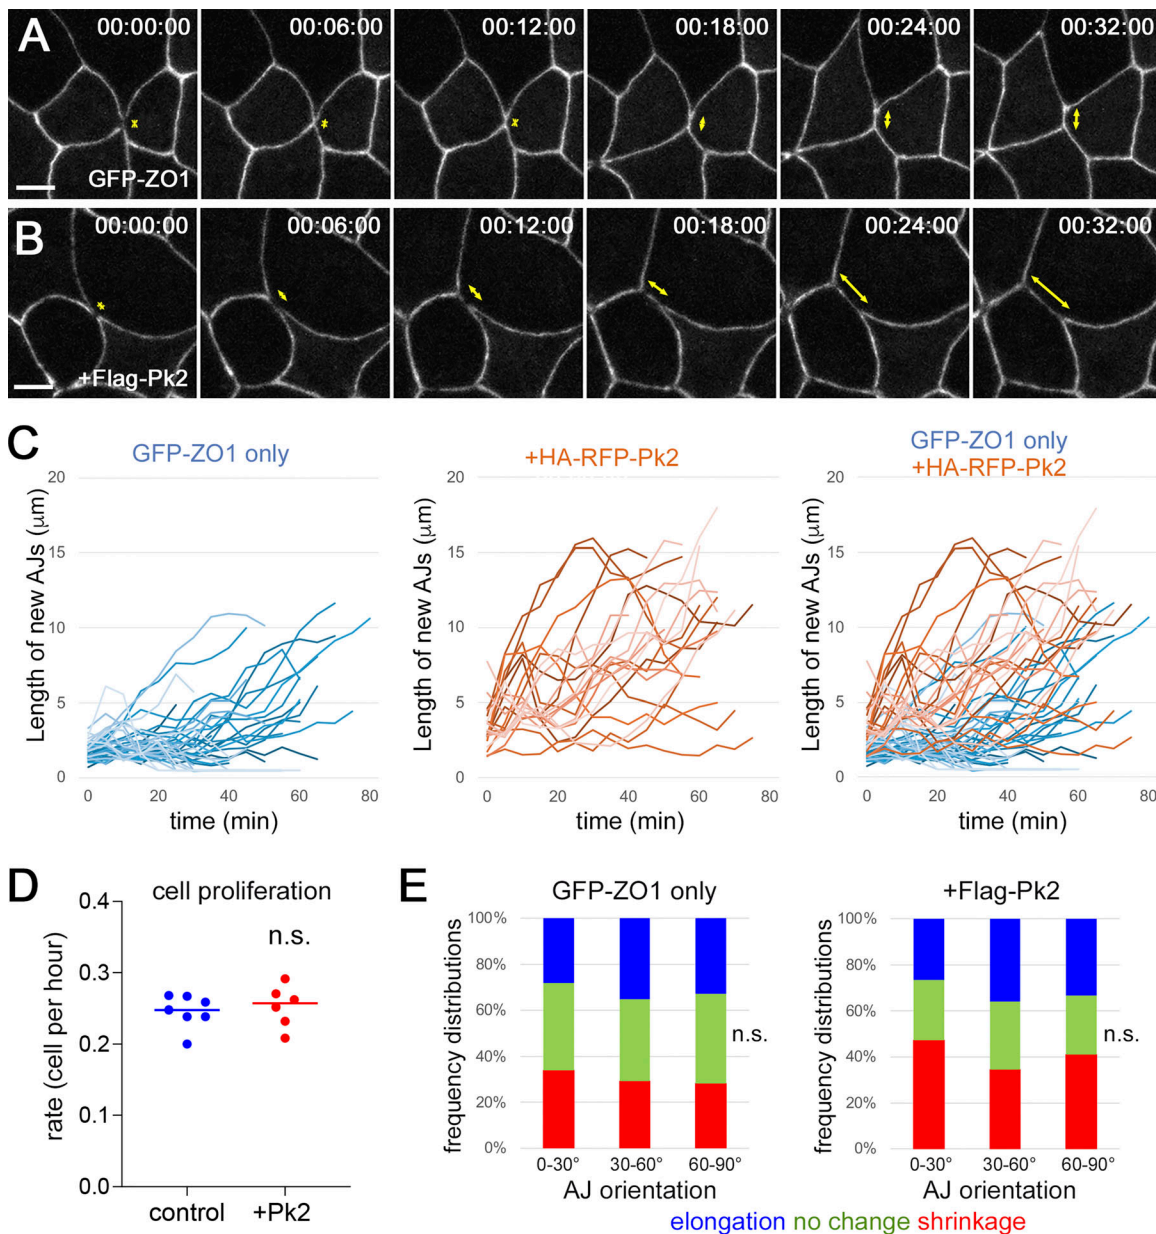 A
00:00:00
00:06:00
00:12:00
00:18:00
00:24:00
00:32:00
GFP-ZO1
B
00:00:00
00:06:00
00:12:00
00:18:00
00:24:00
00:32:00
+Flag-Pk2
C
GFP-ZO1 only
Length of new AJs (μm)
20
15
10
5
0
0 20 40 60 80
time (min)
+HA-RFP-Pk2
Length of new AJs (μm)
20
15
10
5
0
0 20 40 60 80
time (min)
GFP-ZO1 only
+HA-RFP-Pk2
Length of new AJs (μm)
20
15
10
5
0
0 20 40 60 80
time (min)
D
cell proliferation
n.s.
rate (cell per hour)
0.4
0.3
0.2
0.1
0.0
control +Pk2
E
GFP-ZO1 only
frequency distributions
100%
80%
60%
40%
20%
0%
n.s.
0-30° 30-60° 60-90°
AJ orientation
+Flag-Pk2
frequency distributions
100%
80%
60%
40%
20%
0%
n.s.
0-30° 30-60° 60-90°
AJ orientation
elongation no change shrinkage